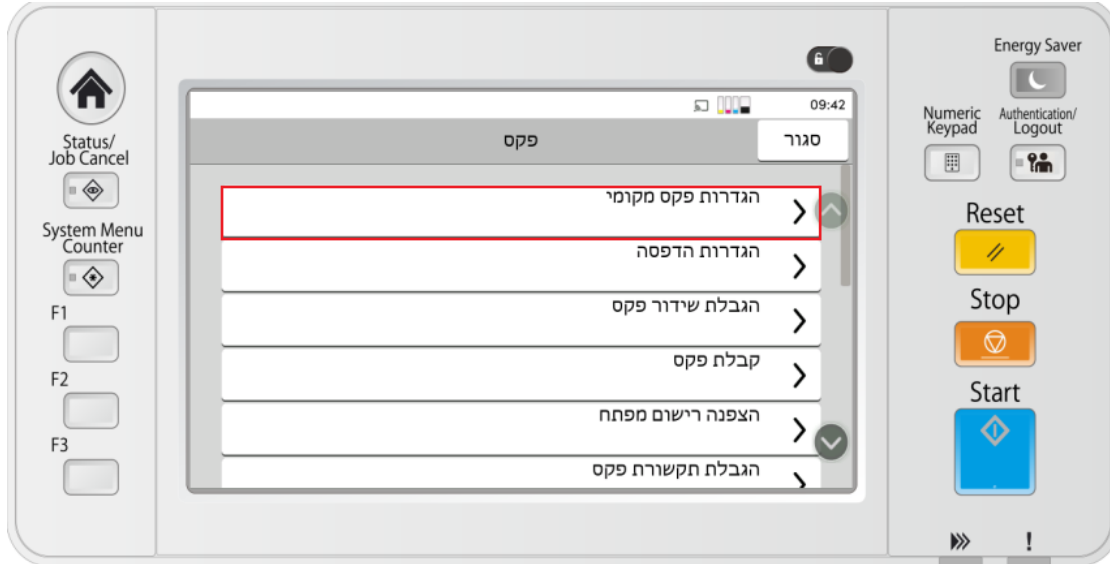 Energy Saver
Numeric Keypad
Authentication/
Logout
Status/
Job Cancel
System Menu
Counter
F1
F2
F3
09:42
פקס
סגור
הגדרות פקס מקומי
הגדרות הדפסה
הגבלת שידור פקס
קבלת פקס
הצפנה רישום מפתח
הגבלת תקשורת פקס
Reset
Stop
Start
!